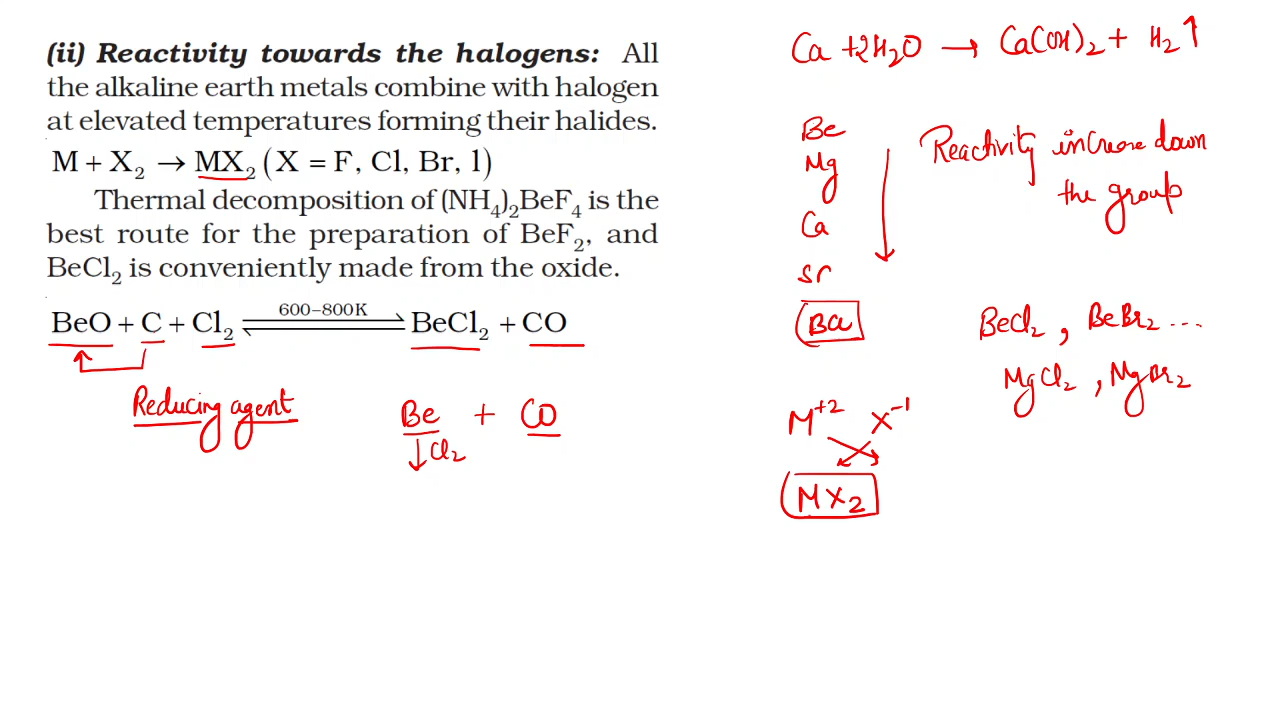 (ii) Reactivity towards the halogens: All
the alkaline earth metals combine with halogen
at elevated temperatures forming their halides.
M + X₂ → MX₂ (X = F, Cl, Br, l)
Thermal decomposition of (NH₄)₂BeF₄ is the
best route for the preparation of BeF₂, and
BeCl₂ is conveniently made from the oxide.
600–800K
BeO + C + Cl₂ ⇌ BeCl₂ + CO
Reducing agent
Be + CO
↓ Cl₂
Ca + 2H₂O → Ca(OH)₂ + H₂↑
Be
Mg
Ca
Sr
Ba
Reactivity increase down
the group
BeCl₂, BeBr₂ ...
MgCl₂, MgBr₂
M⁺² X⁻¹
MX₂